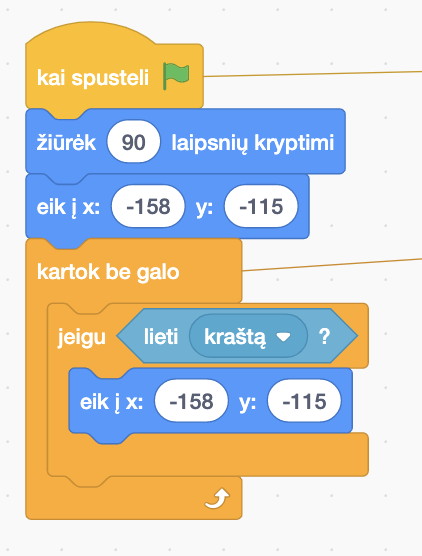 kai spusteli
žiūrėk 90 laipsnių kryptimi
eik į x: -158 y: -115
kartok be galo
jeigu lieti kraštą ?
eik į x: -158 y: -115